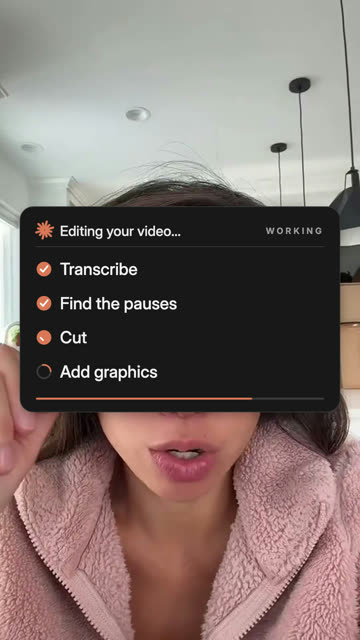 Editing your video... WORKING
Transcribe
Find the pauses
Cut
Add graphics